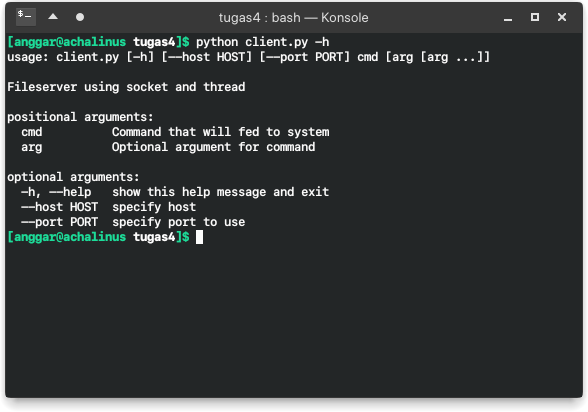 tugas4 : bash — Konsole
[anggar@achalinus tugas4]$ python client.py -h
usage: client.py [-h] [--host HOST] [--port PORT] cmd [arg [arg ...]]
Fileserver using socket and thread
positional arguments:
cmd Command that will fed to system
arg Optional argument for command
optional arguments:
-h, --help show this help message and exit
--host HOST specify host
--port PORT specify port to use
[anggar@achalinus tugas4]$